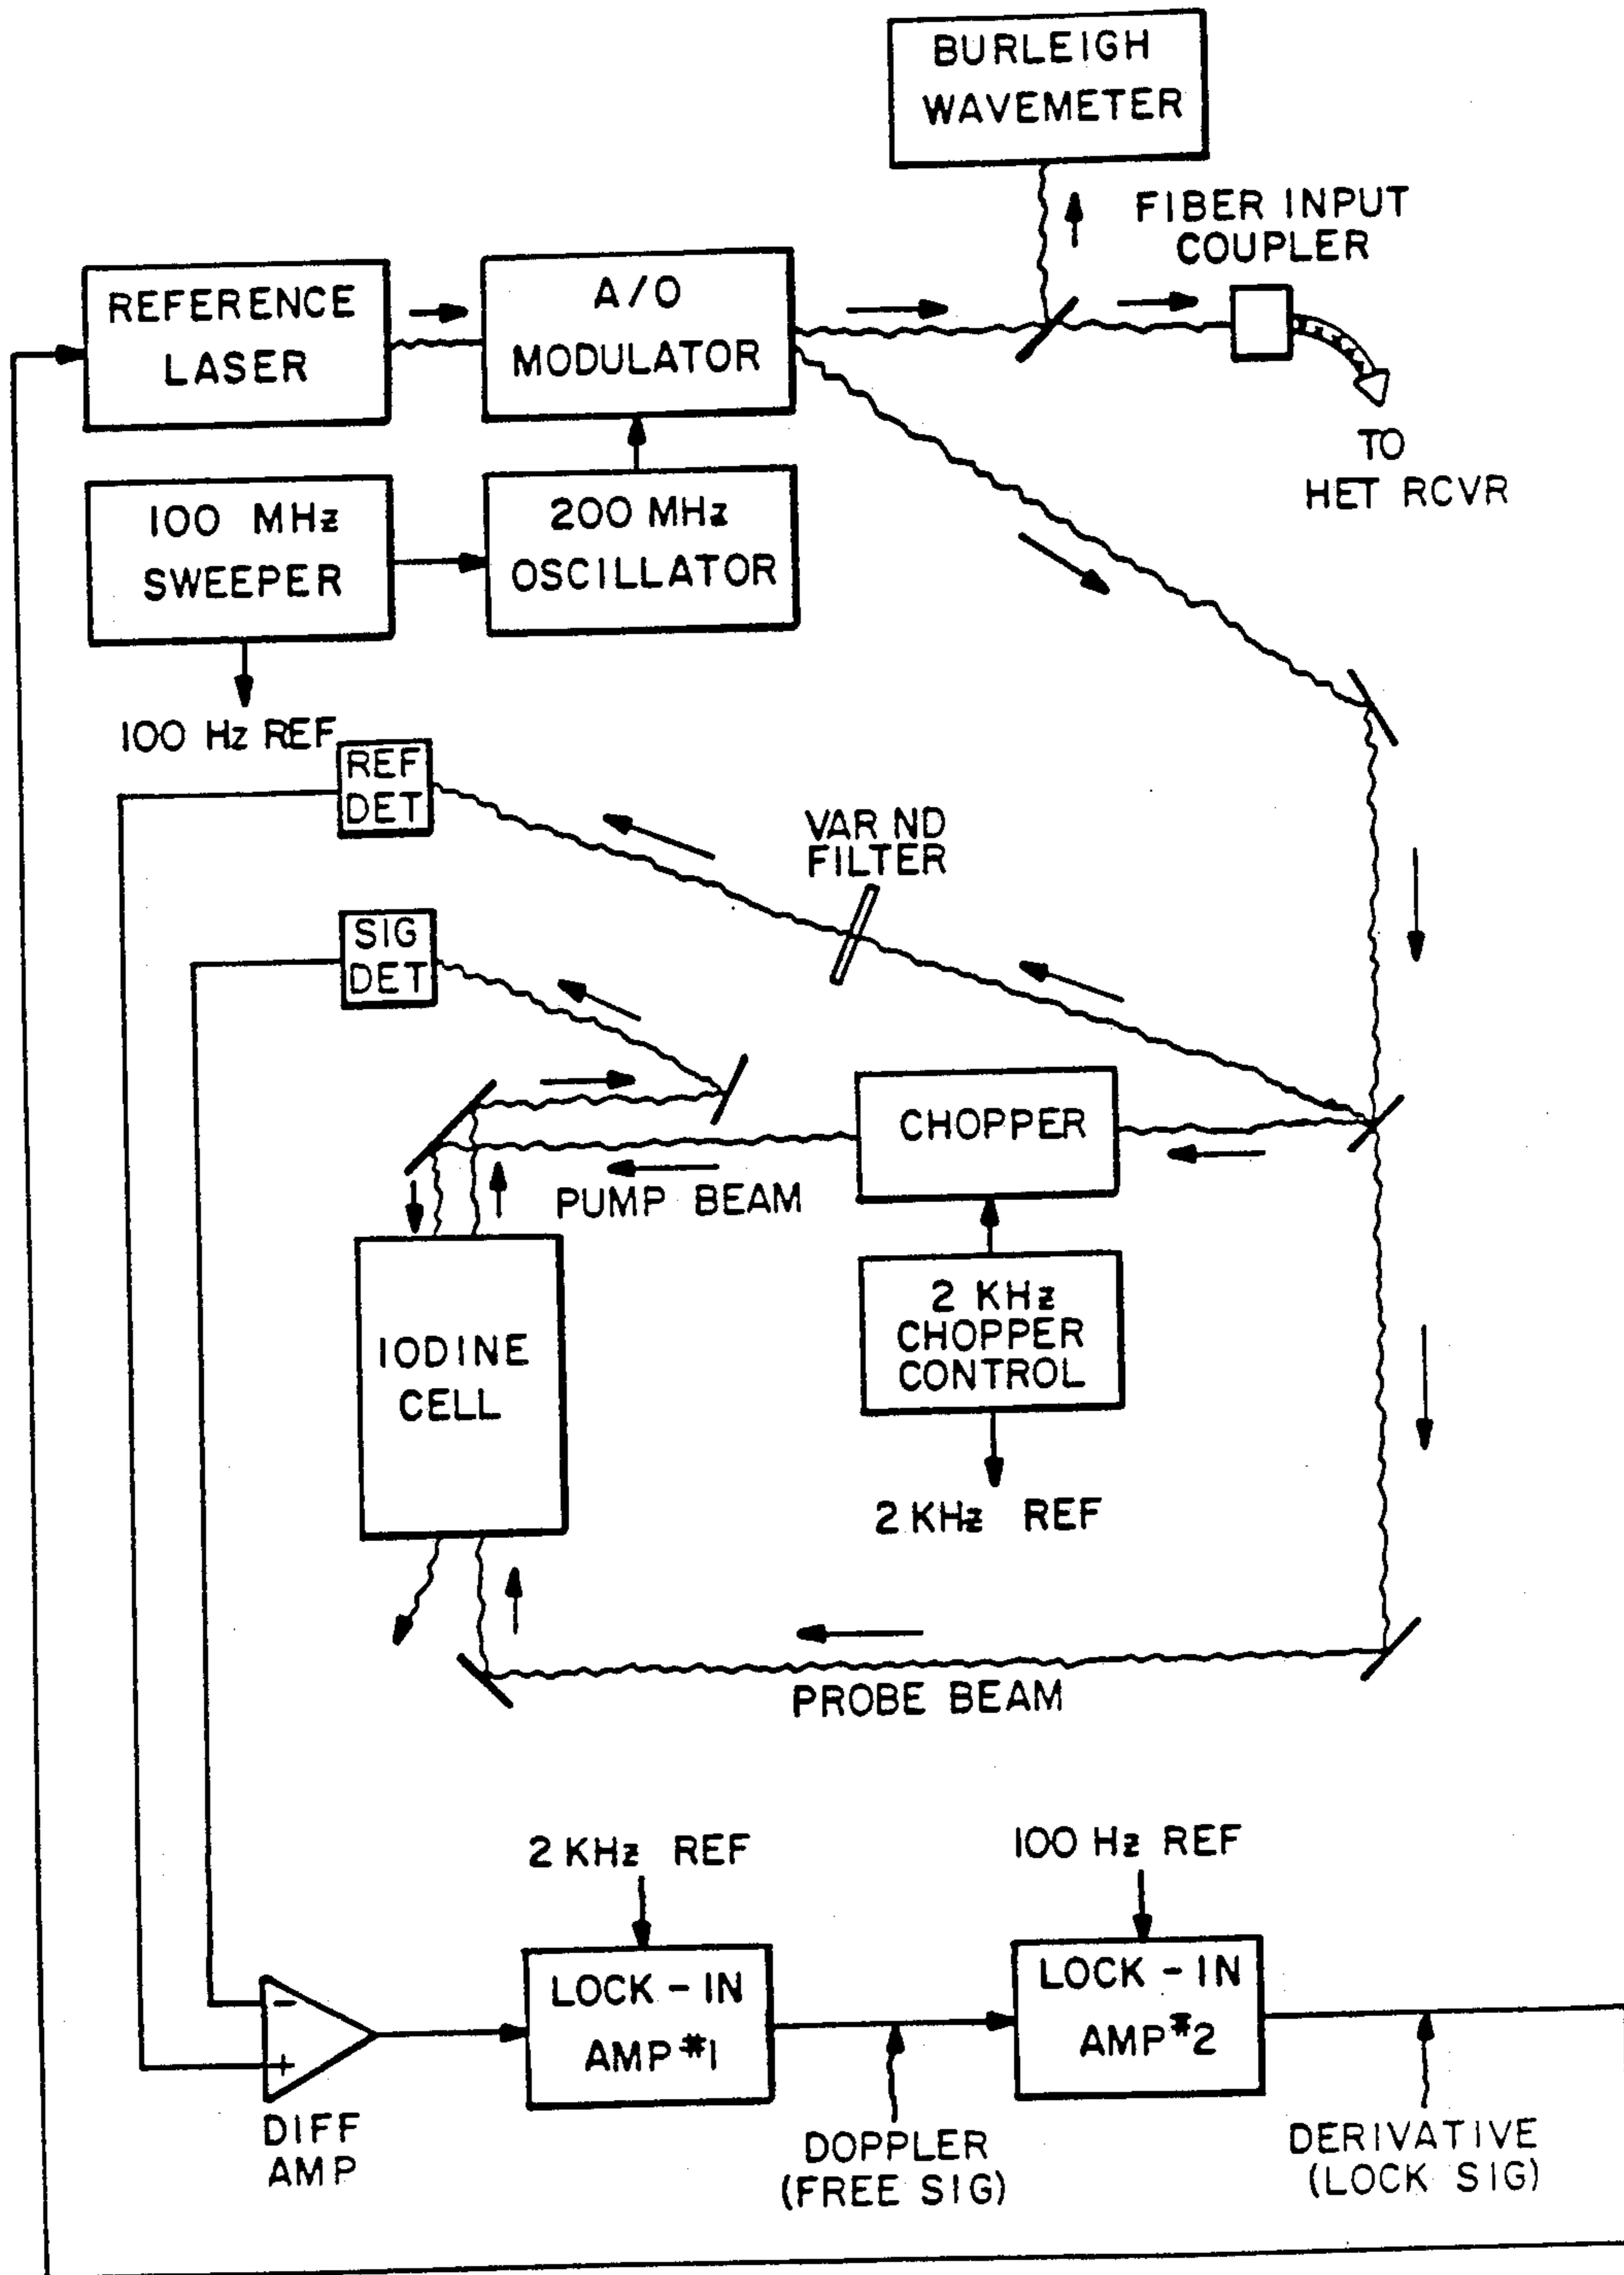 BURLEIGH
WAVEMETER
FIBER INPUT
COUPLER
REFERENCE
LASER
A/O
MODULATOR
TO
HET RCVR
100 MHz
SWEEPER
200 MHz
OSCILLATOR
100 Hz REF
REF
DET
VAR ND
FILTER
SIG
DET
CHOPPER
PUMP BEAM
2 KHz
CHOPPER
CONTROL
IODINE
CELL
2 KHz REF
PROBE BEAM
2 KHz REF
100 Hz REF
LOCK-IN
AMP #1
LOCK-IN
AMP #2
-
+
DIFF
AMP
DOPPLER
(FREE SIG)
DERIVATIVE
(LOCK SIG)